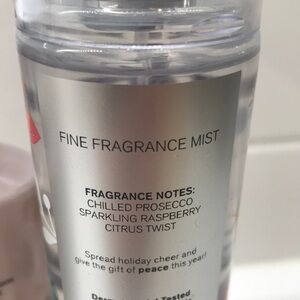 FINE FRAGRANCE MIST
FRAGRANCE NOTES:
CHILLED PROSECCO
SPARKLING RASPBERRY
CITRUS TWIST
Spread holiday cheer and
give the gift of peace this year!
Tested